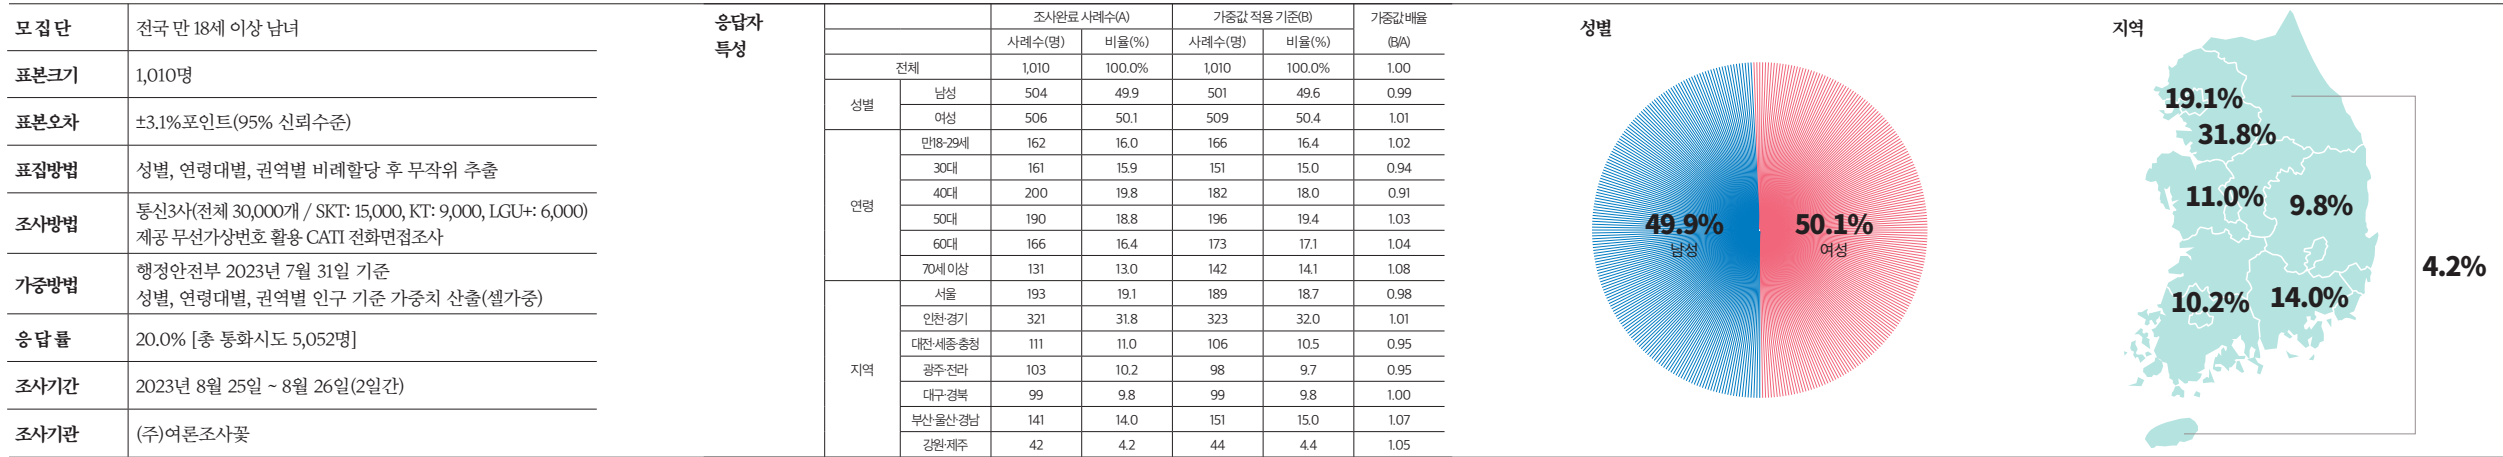 모집단 전국 만 18세 이상 남녀
표본크기 1,010명
표본오차 ±3.1%포인트(95% 신뢰수준)
표집방법 성별, 연령대별, 권역별 비례할당 후 무작위 추출
조사방법 통신3사(전체 30,000개 / SKT: 15,000, KT: 9,000, LGU+: 6,000)
제공 무선가상번호 활용 CATI 전화면접조사
가중방법 행정안전부 2023년 7월 31일 기준
성별, 연령대별, 권역별 인구 기준 가중치 산출(셀가중)
응답률 20.0% [총 통화시도 5,052명]
조사기간 2023년 8월 25일 ~ 8월 26일(2일간)
조사기관 (주)여론조사꽃
응답자
특성
조사완료 사례수(A) 가중값 적용 기준(B) 가중값 배율
사례수(명) 비율(%) 사례수(명) 비율(%) (B/A)
전체 1,010 100.0% 1,010 100.0% 1.00
성별 남성 504 49.9 501 49.6 0.99
여성 506 50.1 509 50.4 1.01
연령 만18-29세 162 16.0 166 16.4 1.02
30대 161 15.9 151 15.0 0.94
40대 200 19.8 182 18.0 0.91
50대 190 18.8 196 19.4 1.03
60대 166 16.4 173 17.1 1.04
70세 이상 131 13.0 142 14.1 1.08
지역 서울 193 19.1 189 18.7 0.98
인천·경기 321 31.8 323 32.0 1.01
대전·세종·충청 111 11.0 106 10.5 0.95
광주·전라 103 10.2 98 9.7 0.95
대구·경북 99 9.8 99 9.8 1.00
부산·울산·경남 141 14.0 151 15.0 1.07
강원·제주 42 4.2 44 4.4 1.05
성별
49.9%
남성
50.1%
여성
지역
19.1%
31.8%
11.0%
9.8%
4.2%
10.2%
14.0%